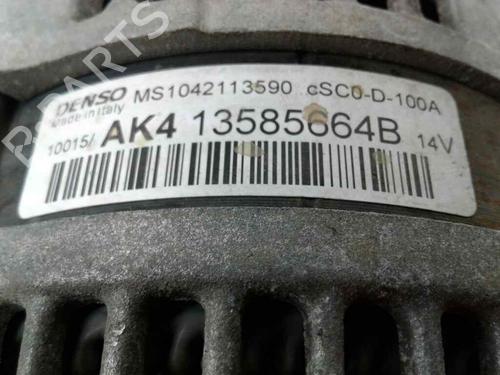 DENSO MS1042113590 cSC0-D-100A
Made in Italy
10015/ AK4 13585664B 14V